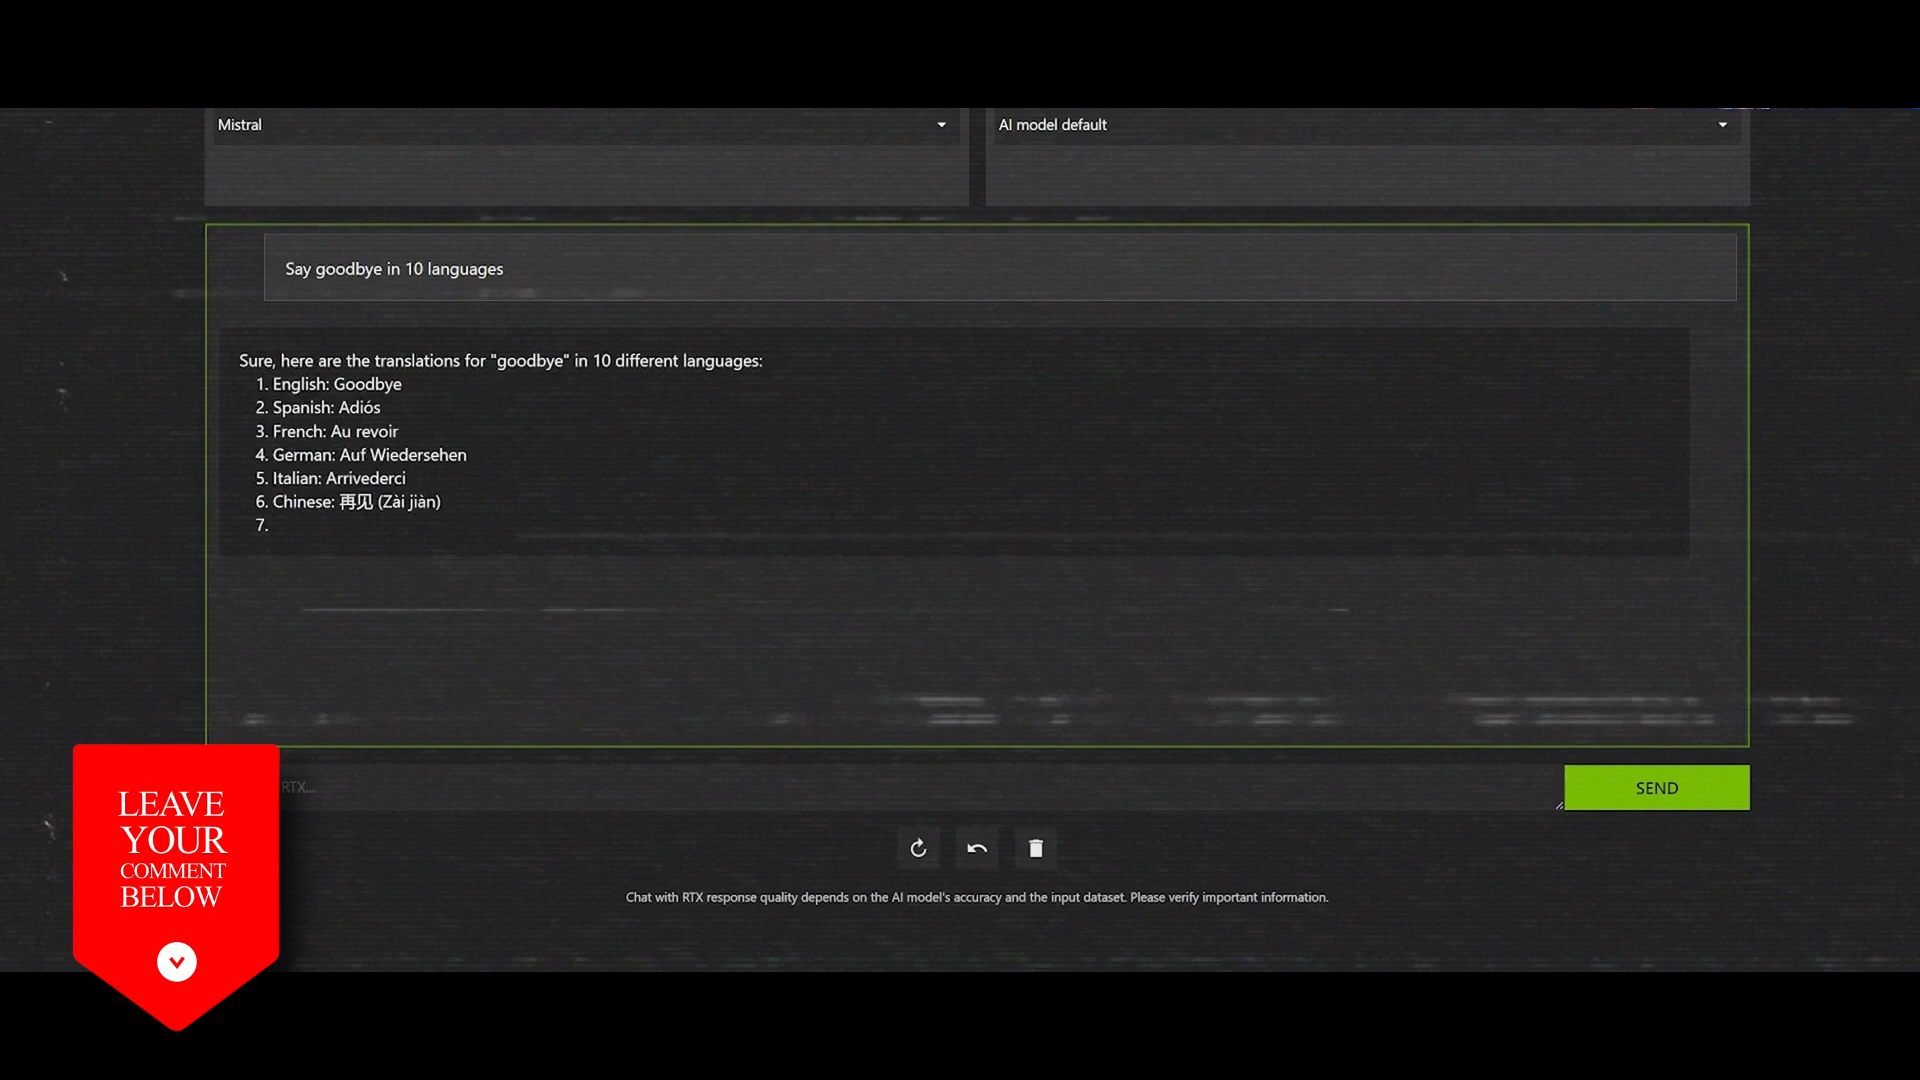 Mistral
AI model default
Say goodbye in 10 languages
Sure, here are the translations for "goodbye" in 10 different languages:
1. English: Goodbye
2. Spanish: Adiós
3. French: Au revoir
4. German: Auf Wiedersehen
5. Italian: Arrivederci
6. Chinese: 再见 (Zài jiàn)
7.
RTX...
SEND
LEAVE
YOUR
COMMENT
BELOW
Chat with RTX response quality depends on the AI model's accuracy and the input dataset. Please verify important information.